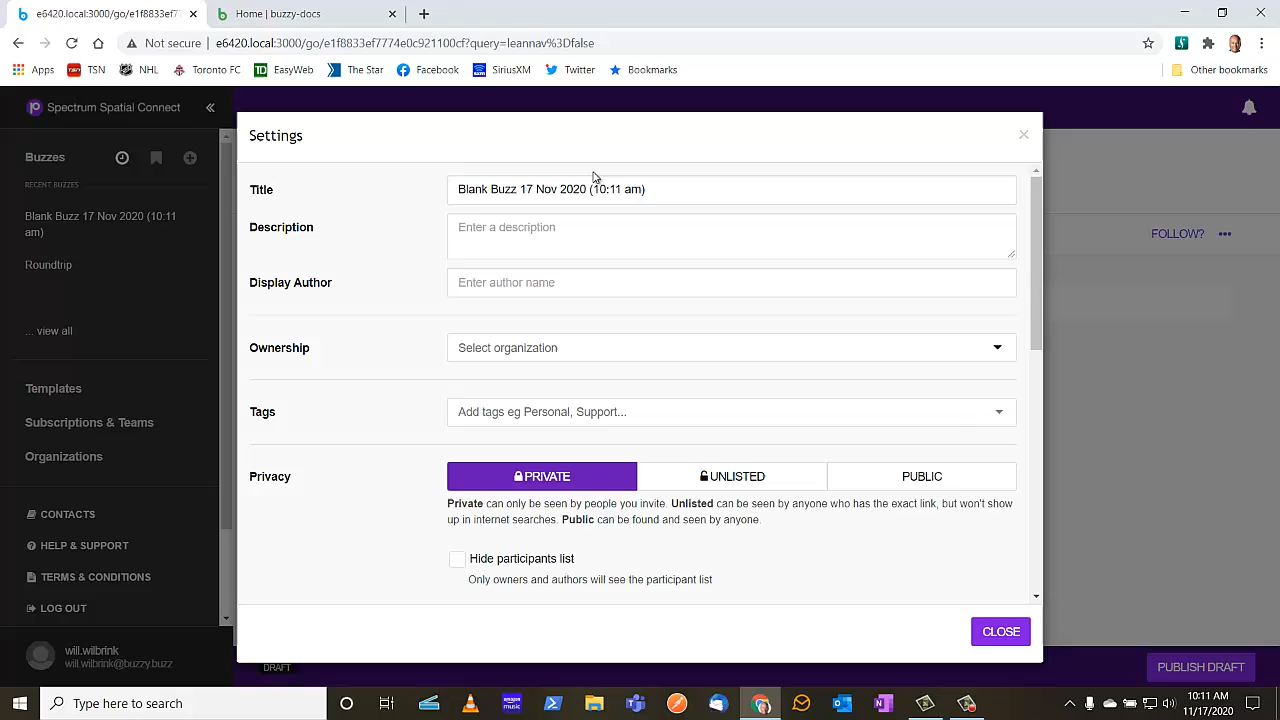 e6420.local:3000/go/e1f8833ef7
Home | buzzy-docs
Not secure | e6420.local:3000/go/e1f8833ef7774e0c921100cf?query=leannav%3Dfalse
Apps TSN NHL Toronto FC EasyWeb The Star Facebook SiriusXM Twitter Bookmarks Other bookmarks
Spectrum Spatial Connect
Settings
Buzzes
RECENT BUZZES
Blank Buzz 17 Nov 2020 (10:11
am)
Roundtrip
... view all
Templates
Subscriptions & Teams
Organizations
CONTACTS
HELP & SUPPORT
TERMS & CONDITIONS
LOG OUT
will.wilbrink
will.wilbrink@buzzy.buzz
Title
Blank Buzz 17 Nov 2020 (10:11 am)
Description
Enter a description
Display Author
Enter author name
Ownership
Select organization
Tags
Add tags eg Personal, Support...
Privacy
PRIVATE
UNLISTED
PUBLIC
Private can only be seen by people you invite. Unlisted can be seen by anyone who has the exact link, but won't show
up in internet searches. Public can be found and seen by anyone.
Hide participants list
Only owners and authors will see the participant list
CLOSE
FOLLOW?
DRAFT
PUBLISH DRAFT
Type here to search
10:11 AM
11/17/2020